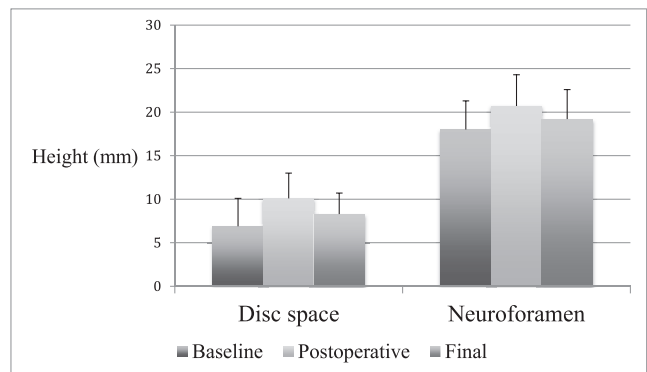 30
25
20
15
10
5
0
Height (mm)
Disc space Neuroforamen
Baseline Postoperative Final